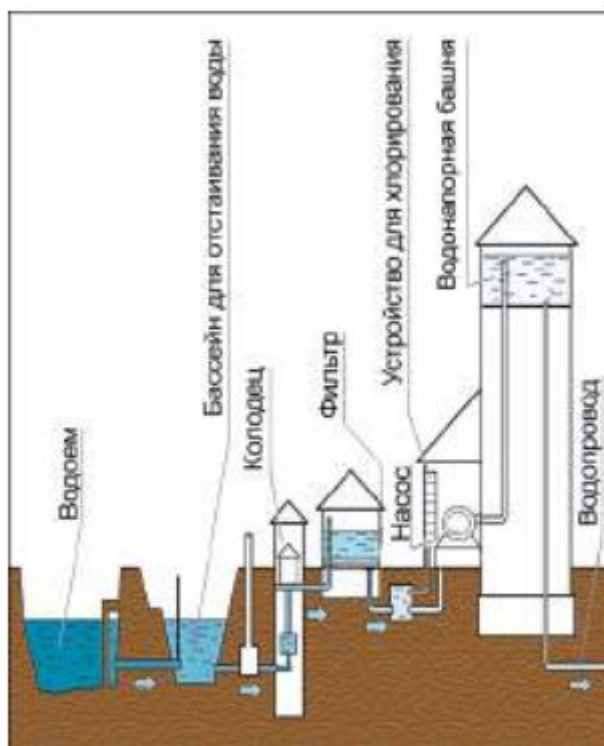 Водоем
Бассейн для отстаивания воды
Колодец
Фильтр
Насос
Устройство для хлорирования
Водонапорная башня
Водопровод